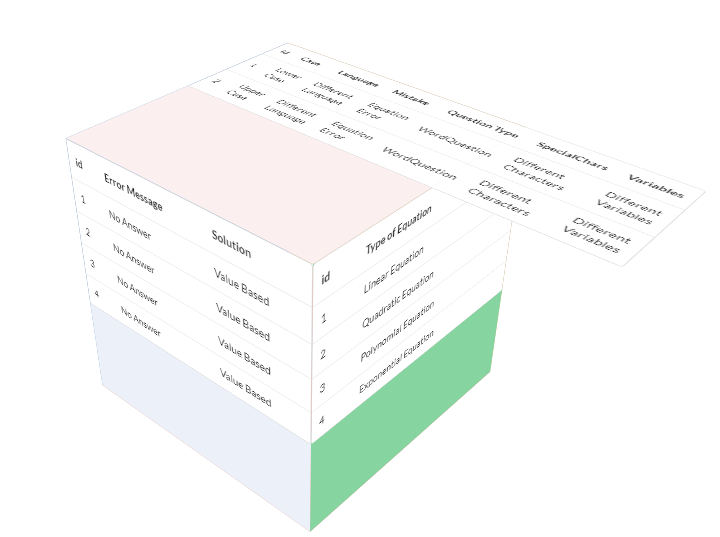 id Case Language Mistake Question Type SpecialChars Variables
1 Lower Case Different Language Equation Error WordQuestion Different Characters Different Variables
2 Upper Case Different Language Equation Error WordQuestion Different Characters Different Variables
id Error Message Solution
1 No Answer Value Based
2 No Answer Value Based
3 No Answer Value Based
4 No Answer Value Based
id Type of Equation
1 Linear Equation
2 Quadratic Equation
3 Polynomial Equation
4 Exponential Equation